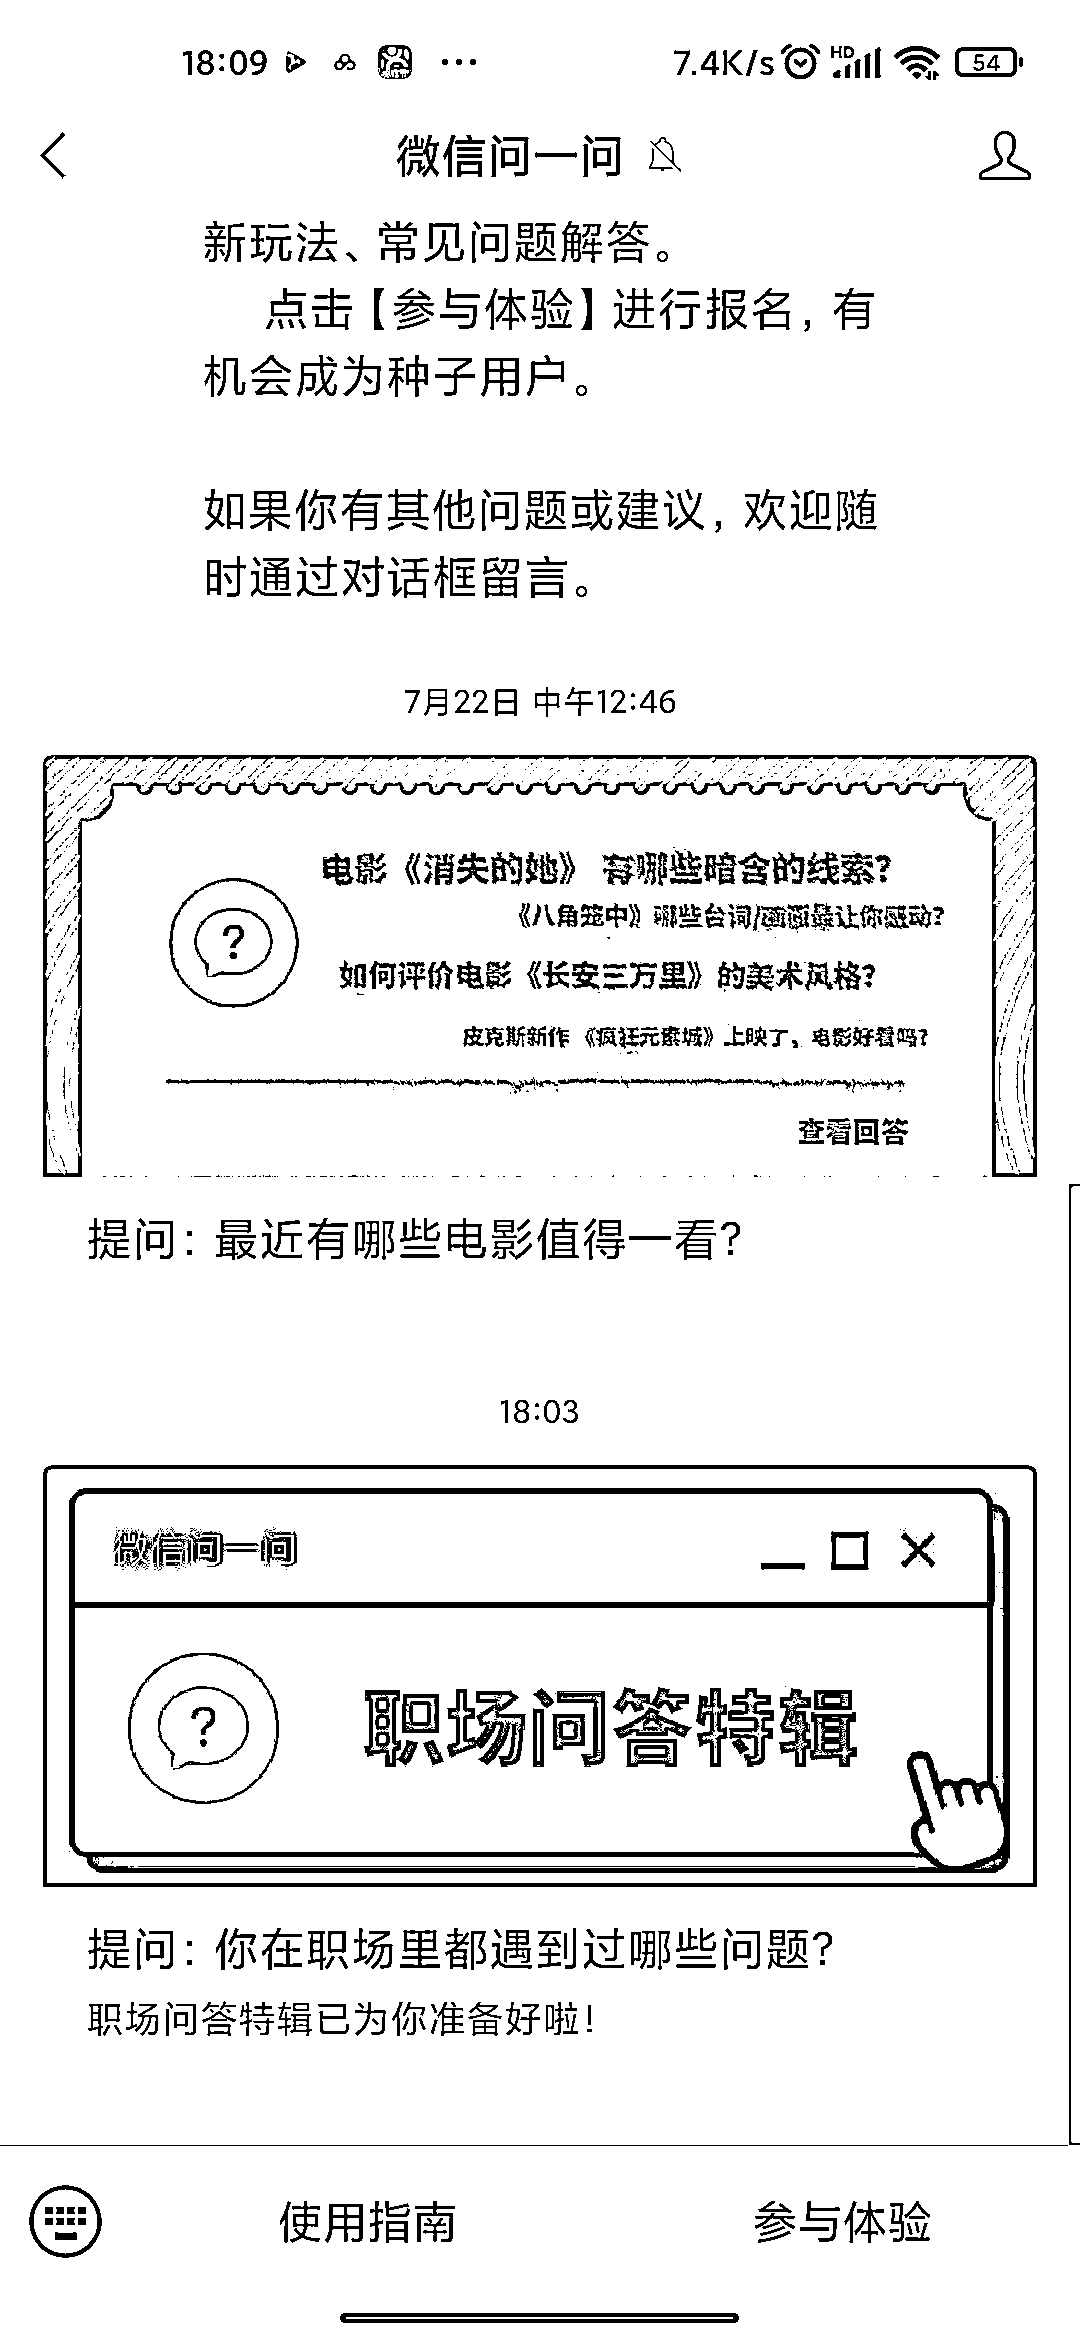 18:09 ... 7.4K/s HD 54
微信问一问
新玩法、常见问题解答。
点击【参与体验】进行报名，有
机会成为种子用户。
如果你有其他问题或建议，欢迎随
时通过对话框留言。
7月22日 中午12:46
电影《消失的她》 有哪些暗含的线索?
《八角笼中》哪些台词/画面最让你感动?
?
如何评价电影《长安三万里》的美术风格?
皮克斯新作《疯狂元素城》上映了，电影好看吗?
查看回答
提问：最近有哪些电影值得一看?
18:03
微信问一问
? 职场问答特辑
提问：你在职场里都遇到过哪些问题?
职场问答特辑已为你准备好啦!
使用指南 参与体验